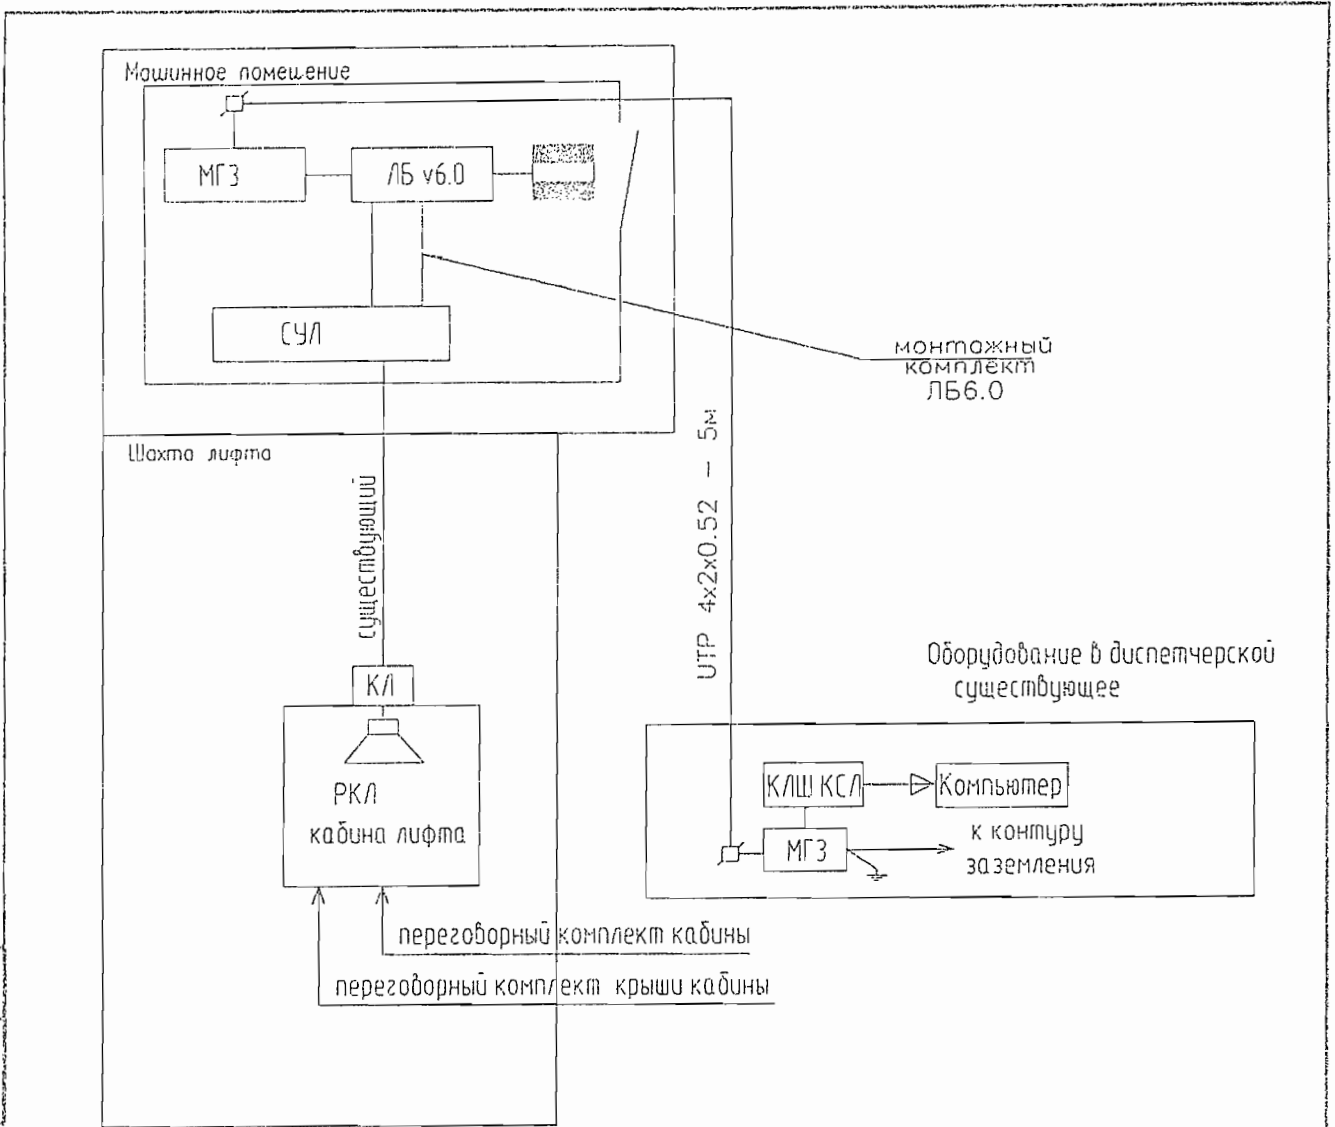 Машинное помещение
МГЗ
ЛБ v6.0
СУЛ
монтажный
комплект
ЛБ6.0
Шахта лифта
существующий
UTP 4x2x0.52 – 5м
КЛ
РКЛ
кабина лифта
Оборудование в диспетчерской
существующее
КЛШ КСЛ
Компьютер
МГЗ
к контуру
заземления
переговорный комплект кабины
переговорный комплект крыши кабины